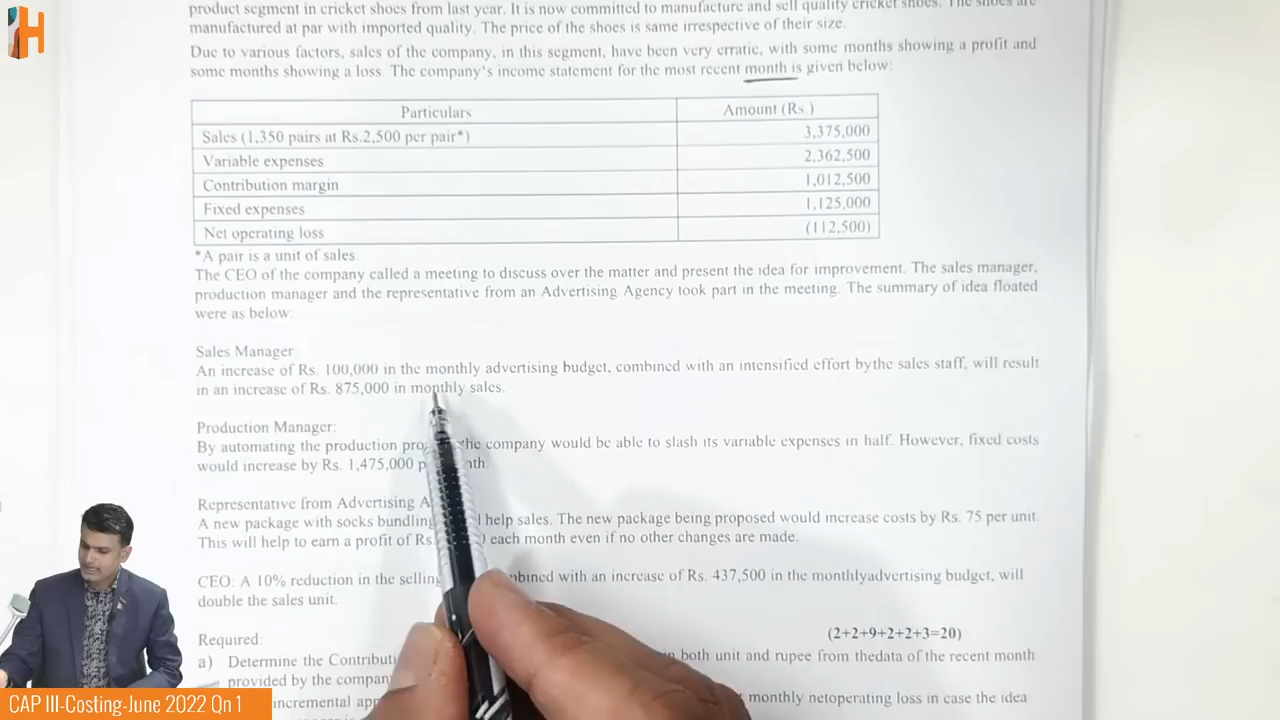 H
product segment in cricket shoes from last year. It is now committed to manufacture and sell quality cricket shoes. The shoes are
manufactured at par with imported quality. The price of the shoes is same irrespective of their size.
Due to various factors, sales of the company, in this segment, have been very erratic, with some months showing a profit and
some months showing a loss. The company's income statement for the most recent month is given below:
Particulars Amount (Rs.)
Sales (1,350 pairs at Rs.2,500 per pair*) 3,375,000
Variable expenses 2,362,500
Contribution margin 1,012,500
Fixed expenses 1,125,000
Net operating loss (112,500)
*A pair is a unit of sales.
The CEO of the company called a meeting to discuss over the matter and present the idea for improvement. The sales manager,
production manager and the representative from an Advertising Agency took part in the meeting. The summary of idea floated
were as below:
Sales Manager:
An increase of Rs. 100,000 in the monthly advertising budget, combined with an intensified effort bythe sales staff, will result
in an increase of Rs. 875,000 in monthly sales.
Production Manager:
By automating the production pro he company would be able to slash its variable expenses in half. However, fixed costs
would increase by Rs. 1,475,000 p nth.
Representative from Advertising A
A new package with socks bundling l help sales. The new package being proposed would increase costs by Rs. 75 per unit.
This will help to earn a profit of Rs. 0 each month even if no other changes are made.
CEO: A 10% reduction in the selling mbined with an increase of Rs. 437,500 in the monthlyadvertising budget, will
double the sales unit.
Required: (2+2+9+2+2+3=20)
a) Determine the Contributi n both unit and rupee from thedata of the recent month
provided by the compan
incremental app monthly netoperating loss in case the idea
CAP III-Costing-June 2022 Qn 1